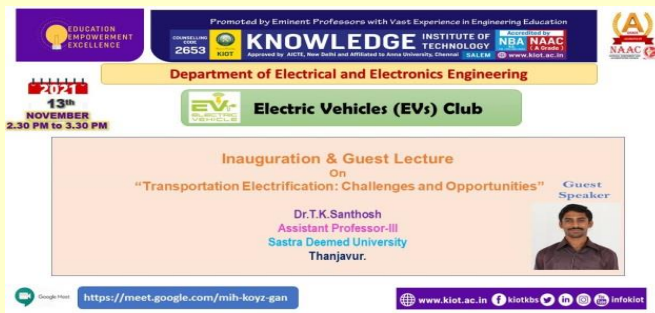 EDUCATION
EMPOWERMENT
EXCELLENCE
Promoted by Eminent Professors with Vast Experience in Engineering Education
COUNSELLING
CODE
2653
KIOT
KNOWLEDGE INSTITUTE OF TECHNOLOGY
Approved by AICTE, New Delhi and Affiliated to Anna University, Chennai SALEM
Accredited by
NBA NAAC
(A Grade)
www.kiot.ac.in
NAAC
Department of Electrical and Electronics Engineering
2021
13th
NOVEMBER
2.30 PM to 3.30 PM
EV
ELECTRIC
VEHICLE
Electric Vehicles (EVs) Club
Inauguration & Guest Lecture
On
“Transportation Electrification: Challenges and Opportunities”
Guest
Speaker
Dr.T.K.Santhosh
Assistant Professor-III
Sastra Deemed University
Thanjavur.
Google Meet
https://meet.google.com/mih-koyz-gan
www.kiot.ac.in kiotkbs infokiot